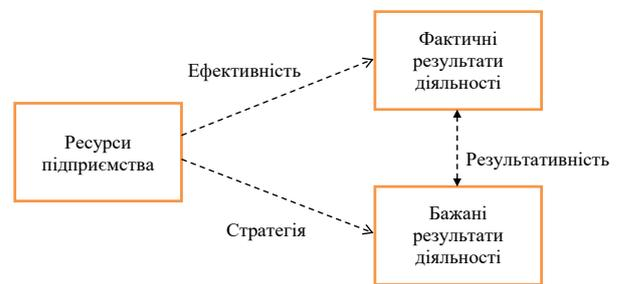 Фактичні
результати
діяльності
Ефективність
Ресурси
підприємства
Результативність
Стратегія
Бажані
результати
діяльності